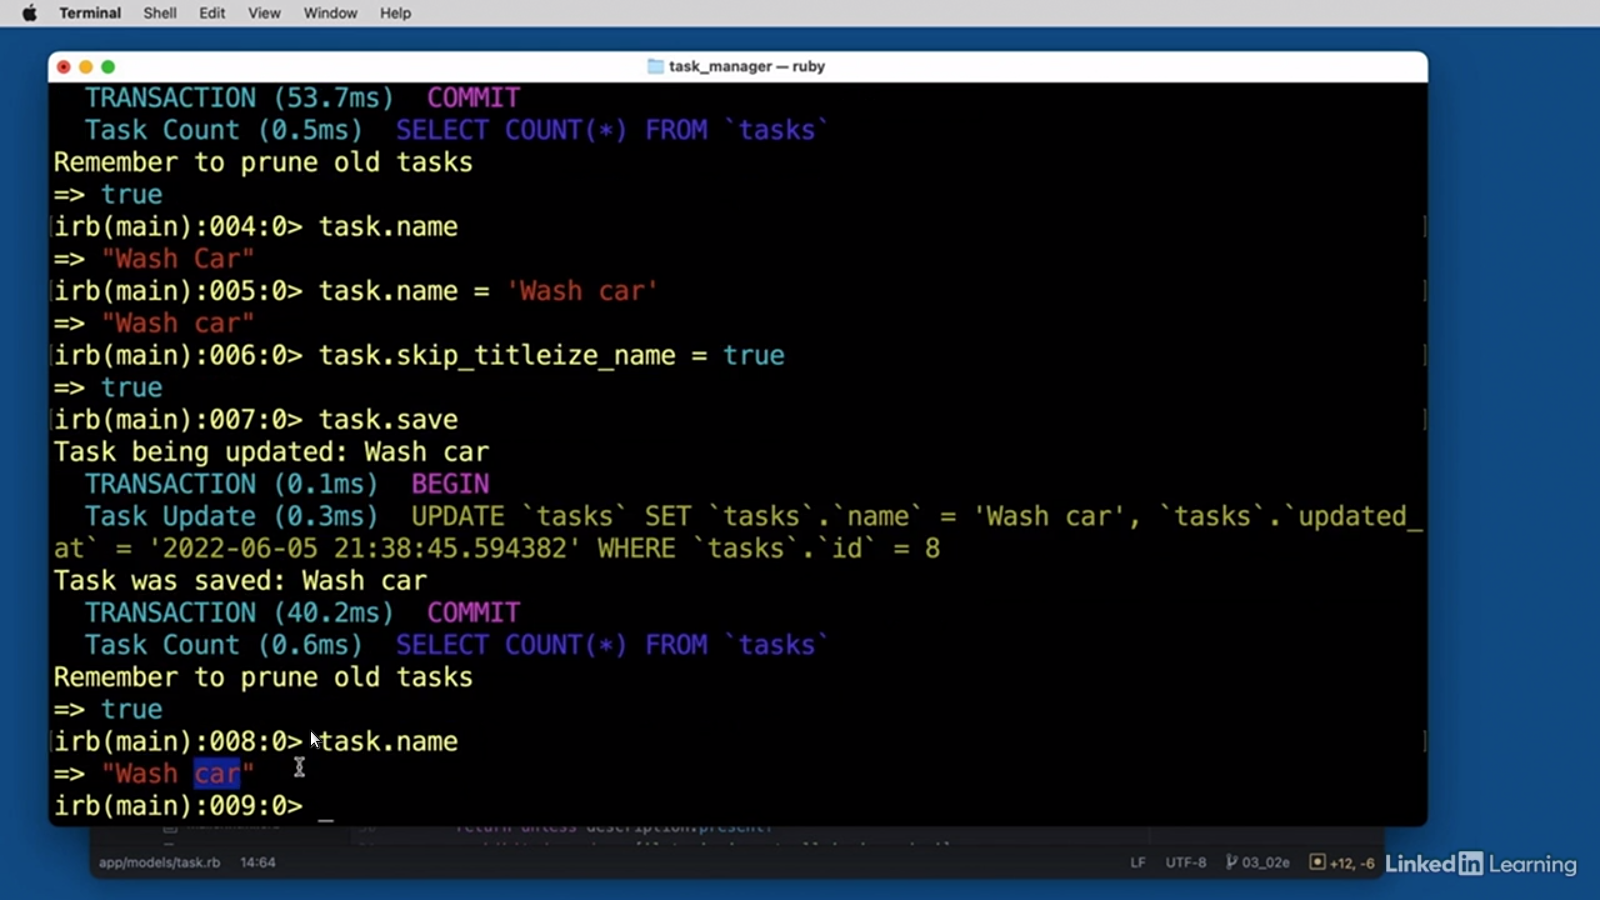 Terminal Shell Edit View Window Help
task_manager — ruby
TRANSACTION (53.7ms) COMMIT
Task Count (0.5ms) SELECT COUNT(*) FROM `tasks`
Remember to prune old tasks
=> true
irb(main):004:0> task.name
=> "Wash Car"
irb(main):005:0> task.name = 'Wash car'
=> "Wash car"
irb(main):006:0> task.skip_titleize_name = true
=> true
irb(main):007:0> task.save
Task being updated: Wash car
TRANSACTION (0.1ms) BEGIN
Task Update (0.3ms) UPDATE `tasks` SET `tasks`.`name` = 'Wash car', `tasks`.`updated_
at` = '2022-06-05 21:38:45.594382' WHERE `tasks`.`id` = 8
Task was saved: Wash car
TRANSACTION (40.2ms) COMMIT
Task Count (0.6ms) SELECT COUNT(*) FROM `tasks`
Remember to prune old tasks
=> true
irb(main):008:0> task.name
=> "Wash car"
irb(main):009:0> _
return unless description.present?
app/models/task.rb 14:64 LF UTF-8 03_02e +12, -6
LinkedIn Learning